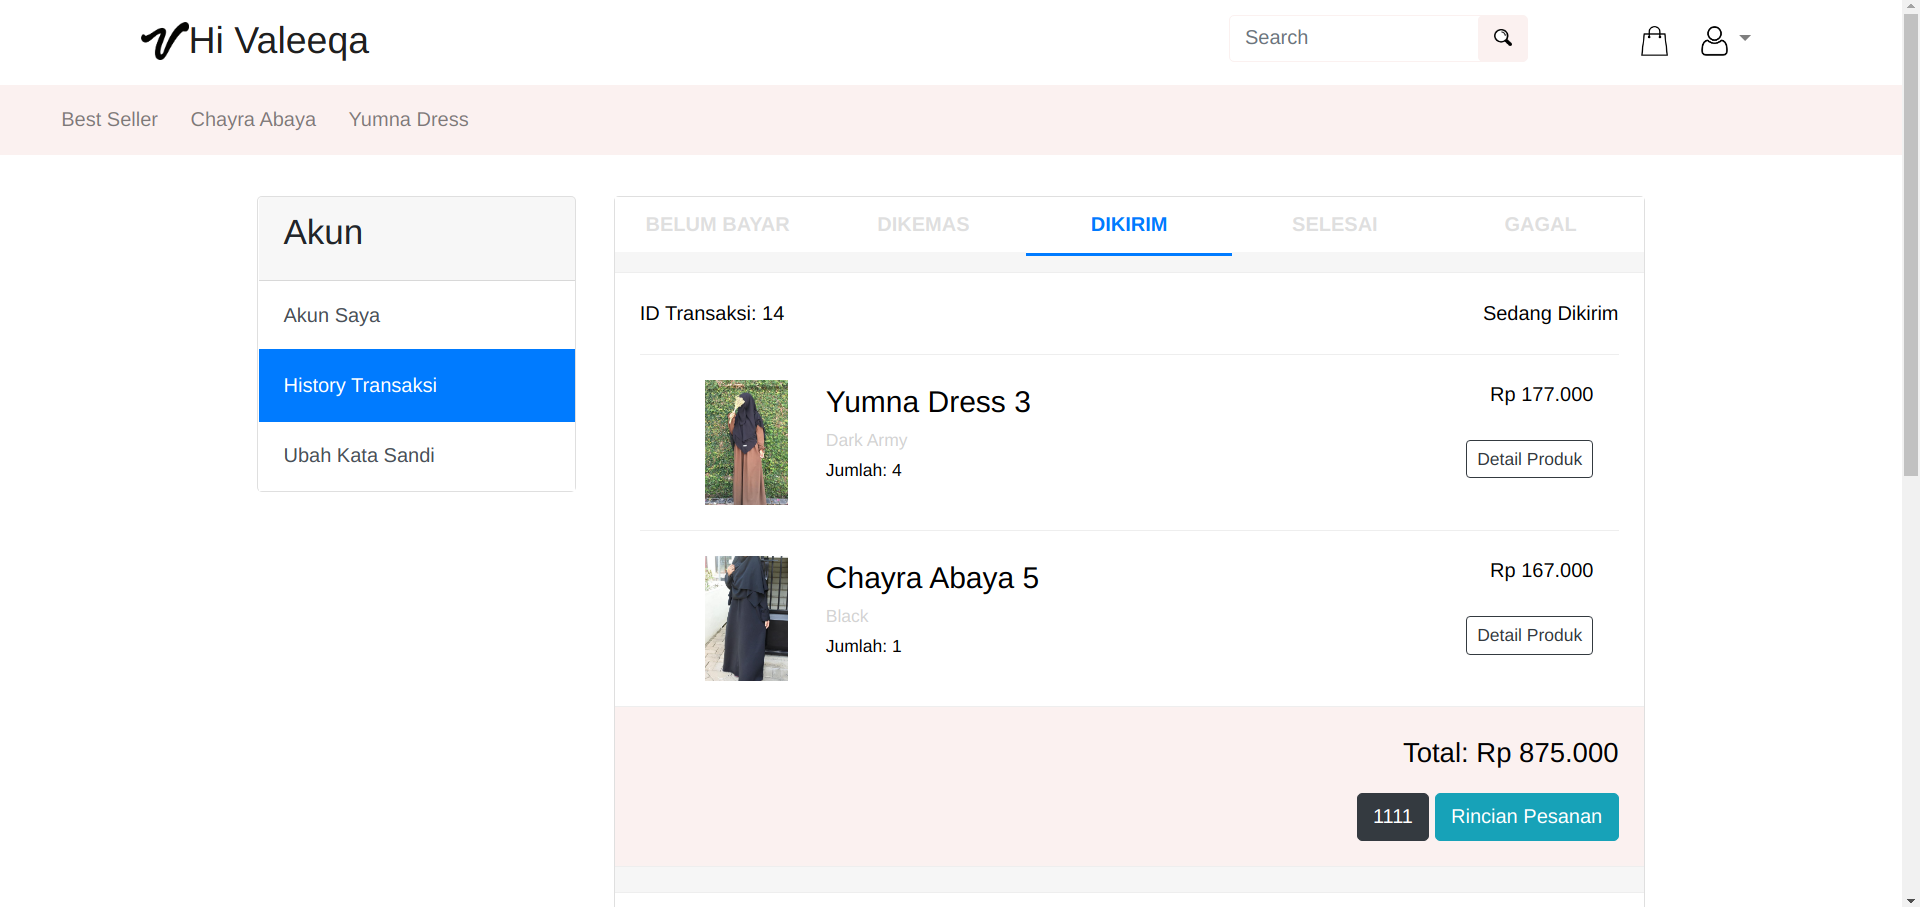 Hi Valeeqa
Search
Best Seller Chayra Abaya Yumna Dress
Akun
Akun Saya
History Transaksi
Ubah Kata Sandi
BELUM BAYAR DIKEMAS DIKIRIM SELESAI GAGAL
ID Transaksi: 14 Sedang Dikirim
Yumna Dress 3
Dark Army
Jumlah: 4
Rp 177.000
Detail Produk
Chayra Abaya 5
Black
Jumlah: 1
Rp 167.000
Detail Produk
Total: Rp 875.000
1111 Rincian Pesanan